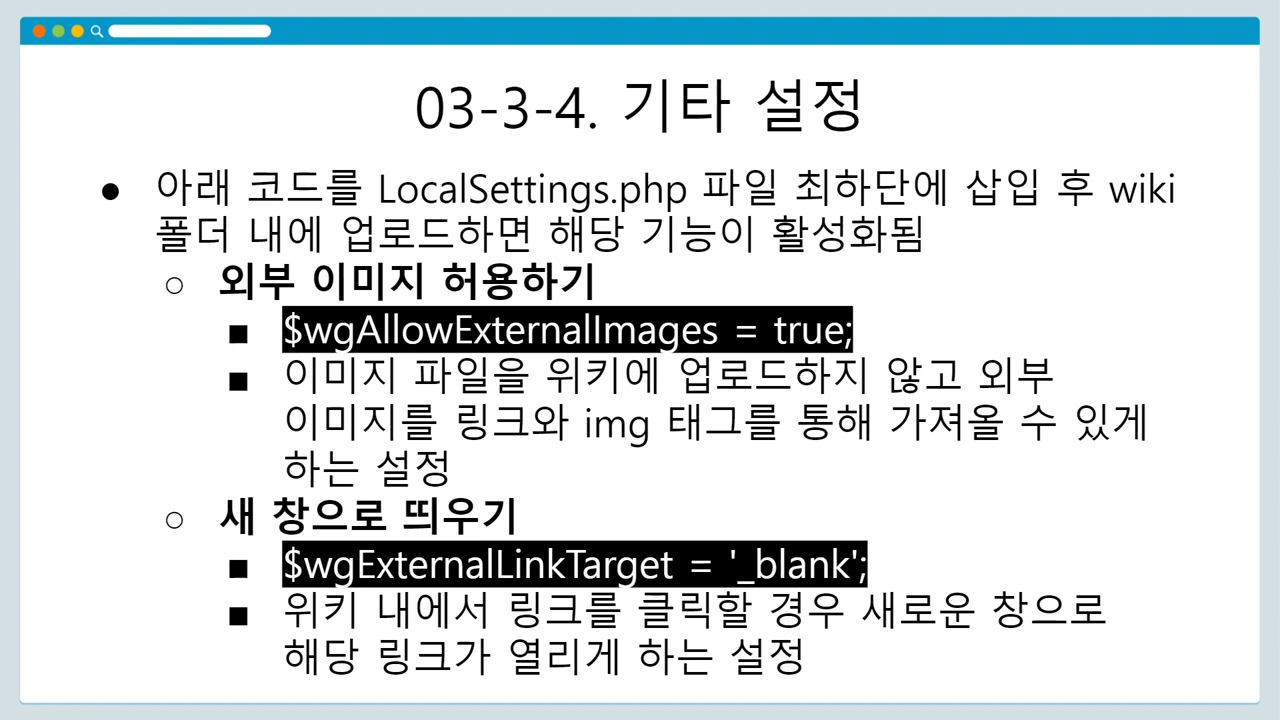 03-3-4. 기타 설정
● 아래 코드를 LocalSettings.php 파일 최하단에 삽입 후 wiki
폴더 내에 업로드하면 해당 기능이 활성화됨
○ 외부 이미지 허용하기
■ $wgAllowExternalImages = true;
■ 이미지 파일을 위키에 업로드하지 않고 외부
이미지를 링크와 img 태그를 통해 가져올 수 있게
하는 설정
○ 새 창으로 띄우기
■ $wgExternalLinkTarget = '_blank';
■ 위키 내에서 링크를 클릭할 경우 새로운 창으로
해당 링크가 열리게 하는 설정